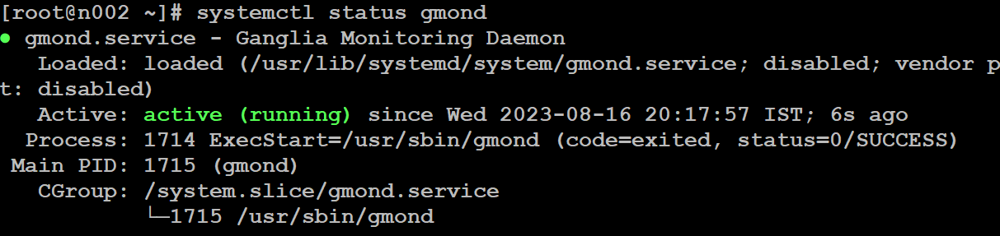 [root@n002 ~]# systemctl status gmond
● gmond.service - Ganglia Monitoring Daemon
   Loaded: loaded (/usr/lib/systemd/system/gmond.service; disabled; vendor p
t: disabled)
   Active: active (running) since Wed 2023-08-16 20:17:57 IST; 6s ago
  Process: 1714 ExecStart=/usr/sbin/gmond (code=exited, status=0/SUCCESS)
 Main PID: 1715 (gmond)
   CGroup: /system.slice/gmond.service
           └─1715 /usr/sbin/gmond